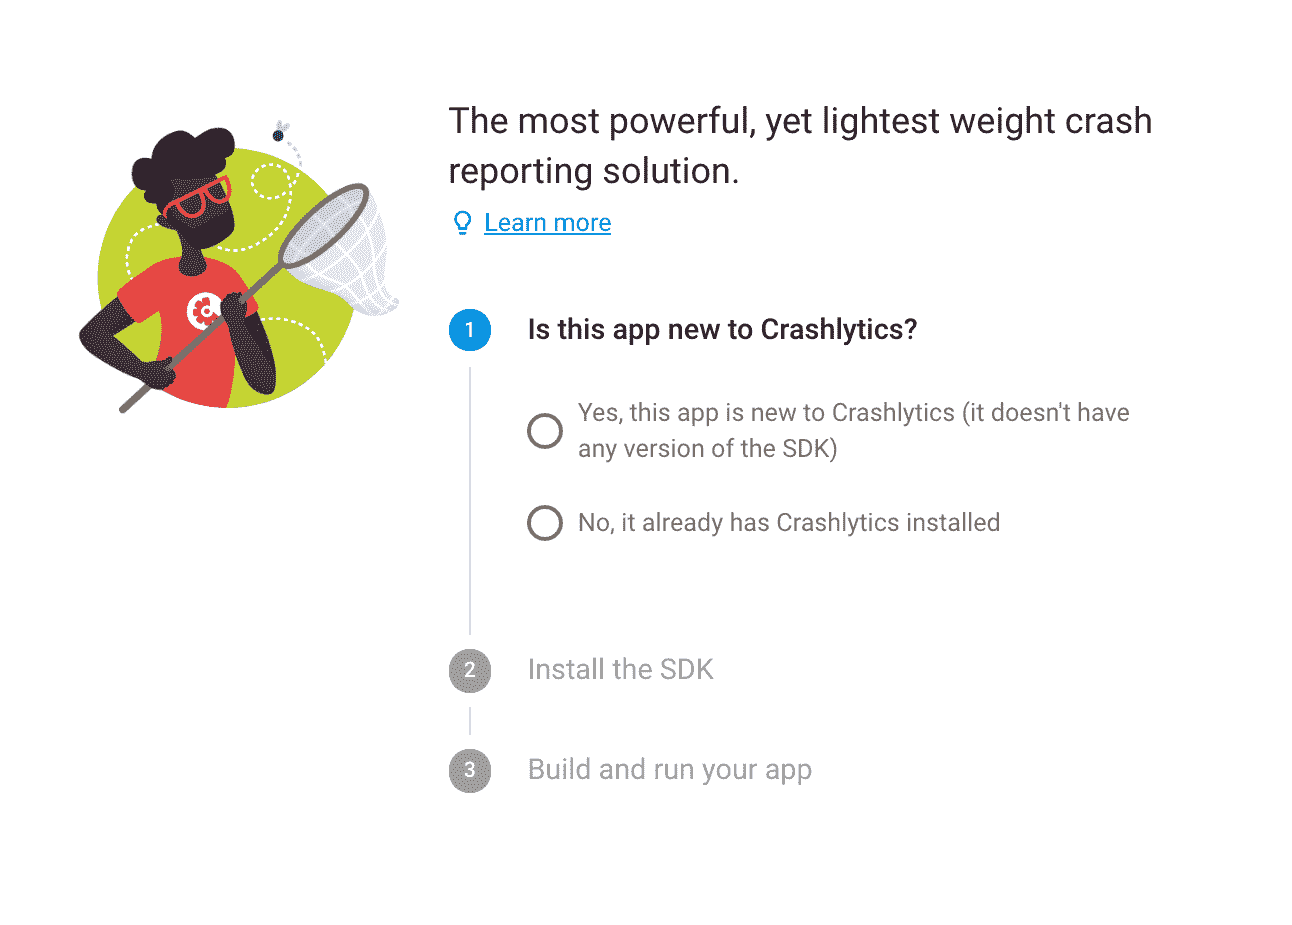 The most powerful, yet lightest weight crash
reporting solution.
Learn more
1
Is this app new to Crashlytics?
Yes, this app is new to Crashlytics (it doesn't have
any version of the SDK)
No, it already has Crashlytics installed
2
Install the SDK
3
Build and run your app